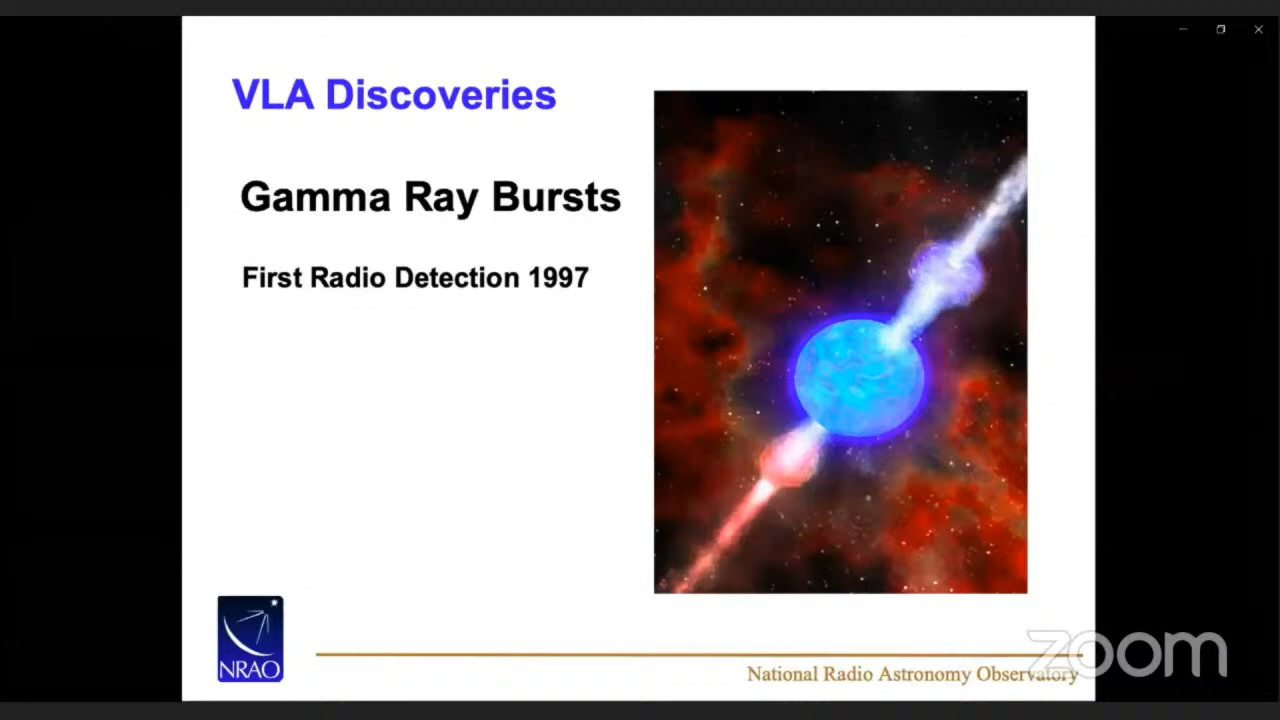 VLA Discoveries
Gamma Ray Bursts
First Radio Detection 1997
NRAO
National Radio Astronomy Observatory
zoom